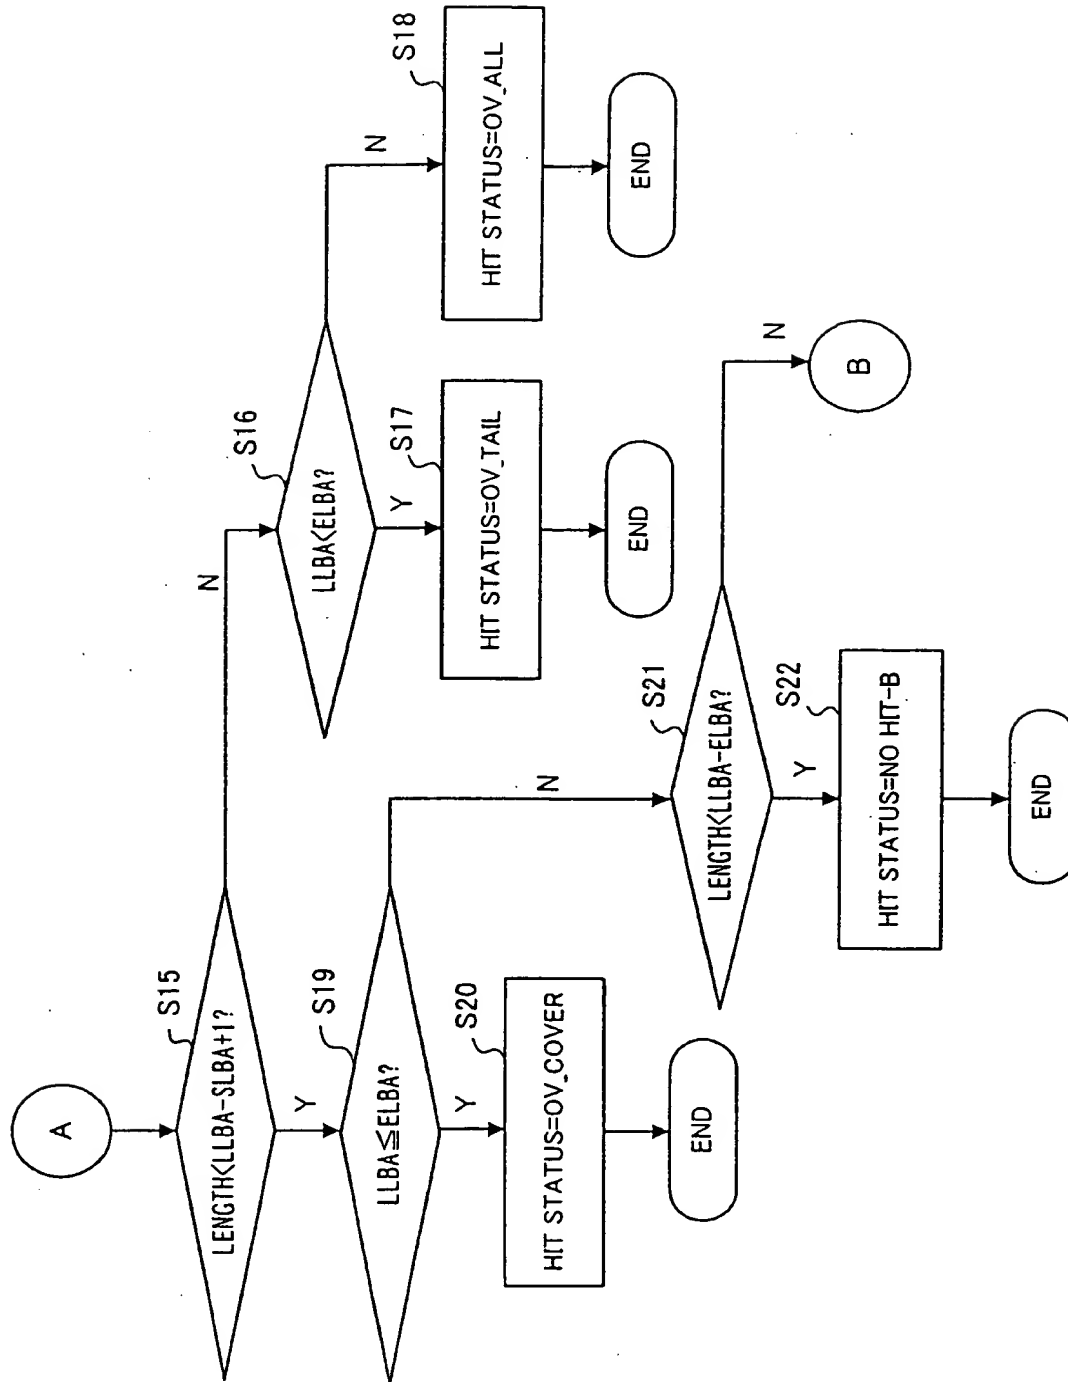 A
S15
LENGTH<LLBA-SLBA+1?
N
Y
S16
LLBA<ELBA?
N
Y
S17
HIT STATUS=OV_TAIL
END
S18
HIT STATUS=OV_ALL
END
S19
LLBA≦ELBA?
N
Y
S20
HIT STATUS=OV_COVER
END
S21
LENGTH<LLBA-ELBA?
N
B
Y
S22
HIT STATUS=NO HIT-B
END